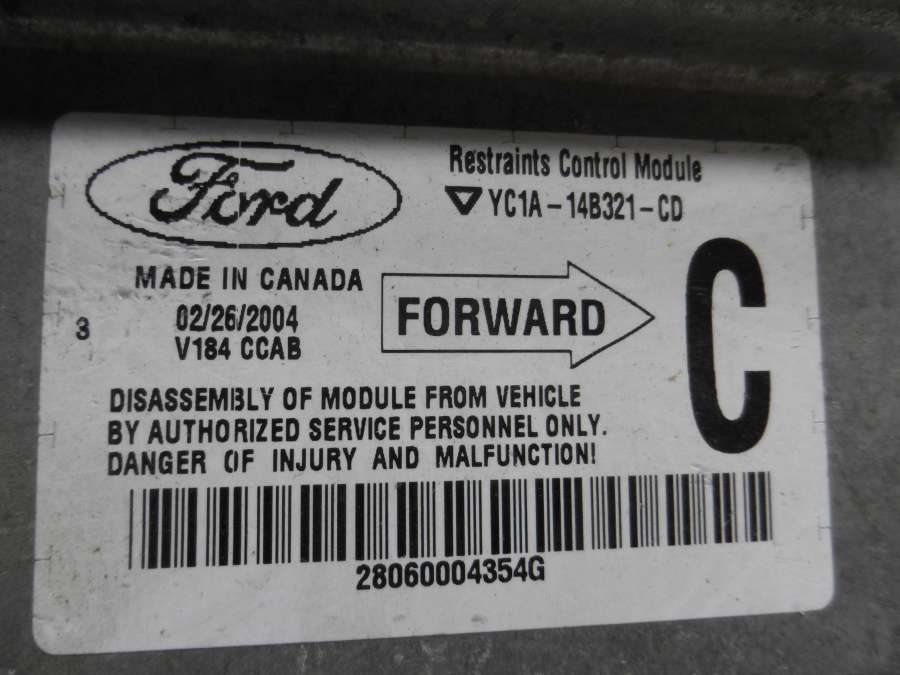 Ford
Restraints Control Module
YC1A-14B321-CD
MADE IN CANADA
02/26/2004
V184 CCAB
3
FORWARD
C
DISASSEMBLY OF MODULE FROM VEHICLE
BY AUTHORIZED SERVICE PERSONNEL ONLY.
DANGER OF INJURY AND MALFUNCTION!
28060004354G